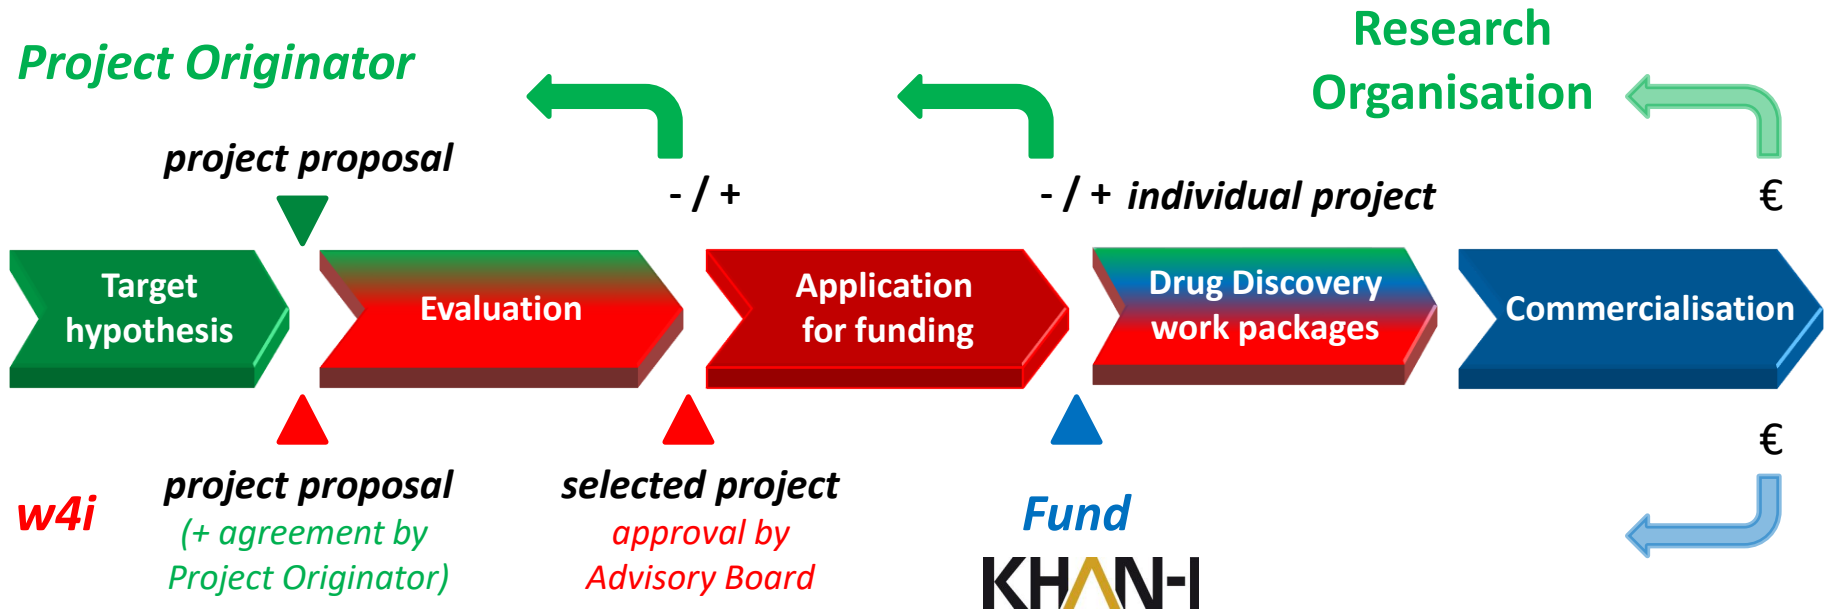 Project Originator
Research
Organisation
project proposal
- / +
- / + individual project
€
Target
hypothesis
Evaluation
Application
for funding
Drug Discovery
work packages
Commercialisation
€
w4i
project proposal
(+ agreement by
Project Originator)
selected project
approval by
Advisory Board
Fund
KHAN-I